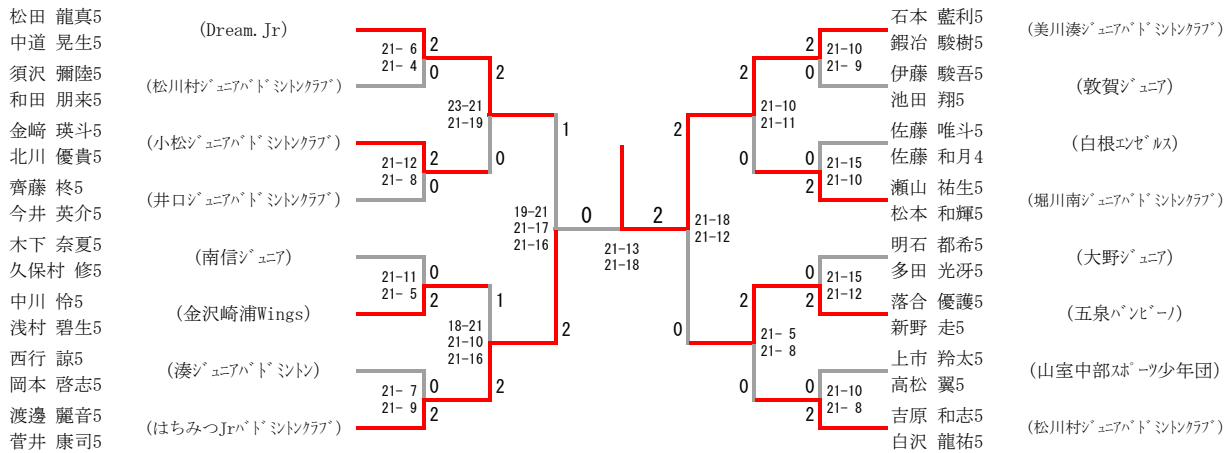 松田 龍真5
中道 晃生5
(Dream.Jr)
須沢 彌陸5
和田 朋来5
(松川村ｼﾞｭﾆｱﾊﾞﾄﾞﾐﾝﾄﾝｸﾗﾌﾞ)
金﨑 瑛斗5
北川 優貴5
(小松ｼﾞｭﾆｱﾊﾞﾄﾞﾐﾝﾄﾝｸﾗﾌﾞ)
齊藤 柊5
今井 英介5
(井口ｼﾞｭﾆｱﾊﾞﾄﾞﾐﾝﾄﾝｸﾗﾌﾞ)
木下 奈夏5
久保村 修5
(南信ｼﾞｭﾆｱ)
中川 怜5
浅村 碧生5
(金沢崎浦Wings)
西行 諒5
岡本 啓志5
(湊ｼﾞｭﾆｱﾊﾞﾄﾞﾐﾝﾄﾝ)
渡邊 麗音5
菅井 康司5
(はちみつJrﾊﾞﾄﾞﾐﾝﾄﾝｸﾗﾌﾞ)
2
21- 6
21- 4
0
2
21-12
21- 8
0
0
21-11
21- 5
2
0
21- 7
21- 9
2
2
23-21
21-19
0
1
18-21
21-10
21-16
2
1
19-21
21-17
21-16
2
0
2
21-13
21-18
2
21-18
21-12
0
2
21-10
21-11
0
2
21- 5
21- 8
0
2
21-10
21- 9
0
0
21-15
21-10
2
0
21-15
21-12
2
0
21-10
21- 8
2
石本 藍利5
鍜冶 駿樹5
(美川湊ｼﾞｭﾆｱﾊﾞﾄﾞﾐﾝﾄﾝｸﾗﾌﾞ)
伊藤 駿吾5
池田 翔5
(敦賀ｼﾞｭﾆｱ)
佐藤 唯斗5
佐藤 和月4
(白根ｴﾝｾﾞﾙｽ)
瀬山 祐生5
松本 和輝5
(堀川南ｼﾞｭﾆｱﾊﾞﾄﾞﾐﾝﾄﾝｸﾗﾌﾞ)
明石 都希5
多田 光冴5
(大野ｼﾞｭﾆｱ)
落合 優護5
新野 走5
(五泉ﾊﾞﾝﾋﾞｰﾉ)
上市 羚太5
高松 翼5
(山室中部ｽﾎﾟｰﾂ少年団)
吉原 和志5
白沢 龍祐5
(松川村ｼﾞｭﾆｱﾊﾞﾄﾞﾐﾝﾄﾝｸﾗﾌﾞ)